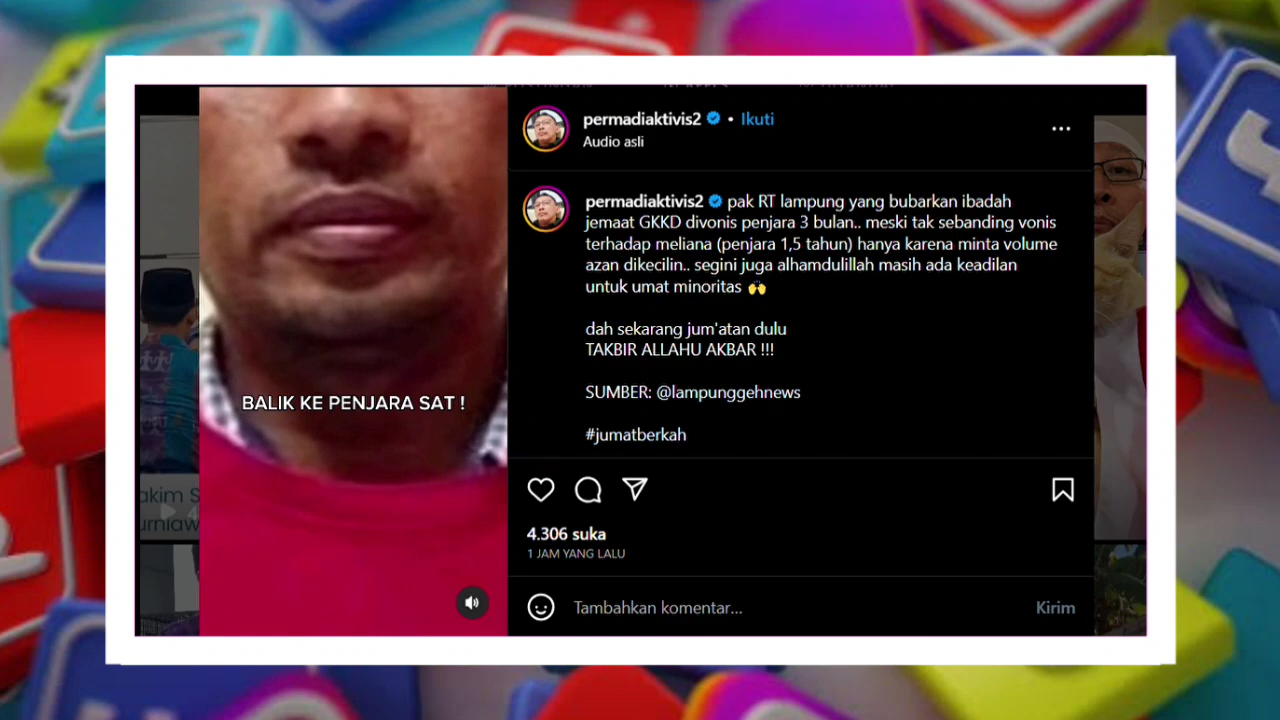 permadiaktivis2 • Ikuti
Audio asli
permadiaktivis2 pak RT lampung yang bubarkan ibadah
jemaat GKKD divonis penjara 3 bulan.. meski tak sebanding vonis
terhadap meliana (penjara 1,5 tahun) hanya karena minta volume
azan dikecilin.. segini juga alhamdulillah masih ada keadilan
untuk umat minoritas 🙌
dah sekarang jum'atan dulu
TAKBIR ALLAHU AKBAR !!!
SUMBER: @lampunggehnews
#jumatberkah
BALIK KE PENJARA SAT !
4.306 suka
1 JAM YANG LALU
Tambahkan komentar...
Kirim
akim S
urniaw